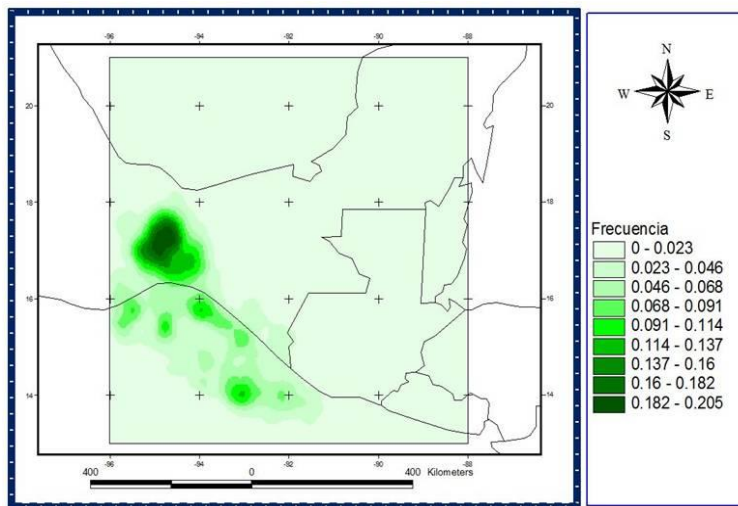 -96 -94 -92 -90 -88
20 20
18 18
16 16
14 14
-96 -94 -92 -90 -88
400 0 400 Kilometers
N
W E
S
Frecuencia
0 - 0.023
0.023 - 0.046
0.046 - 0.068
0.068 - 0.091
0.091 - 0.114
0.114 - 0.137
0.137 - 0.16
0.16 - 0.182
0.182 - 0.205